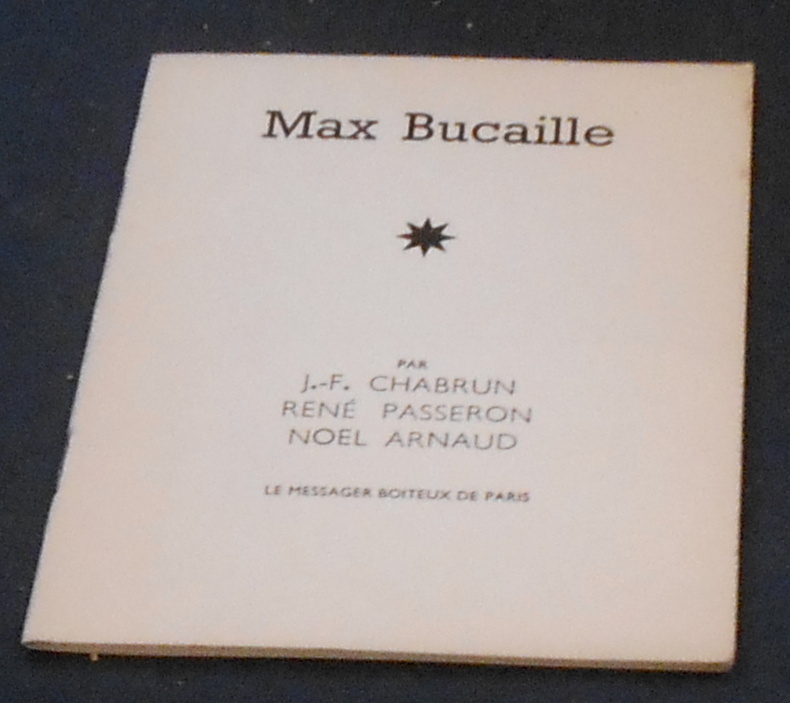 Max Bucaille
PAR
J.-F. CHABRUN
RENÉ PASSERON
NOEL ARNAUD
LE MESSAGER BOITEUX DE PARIS